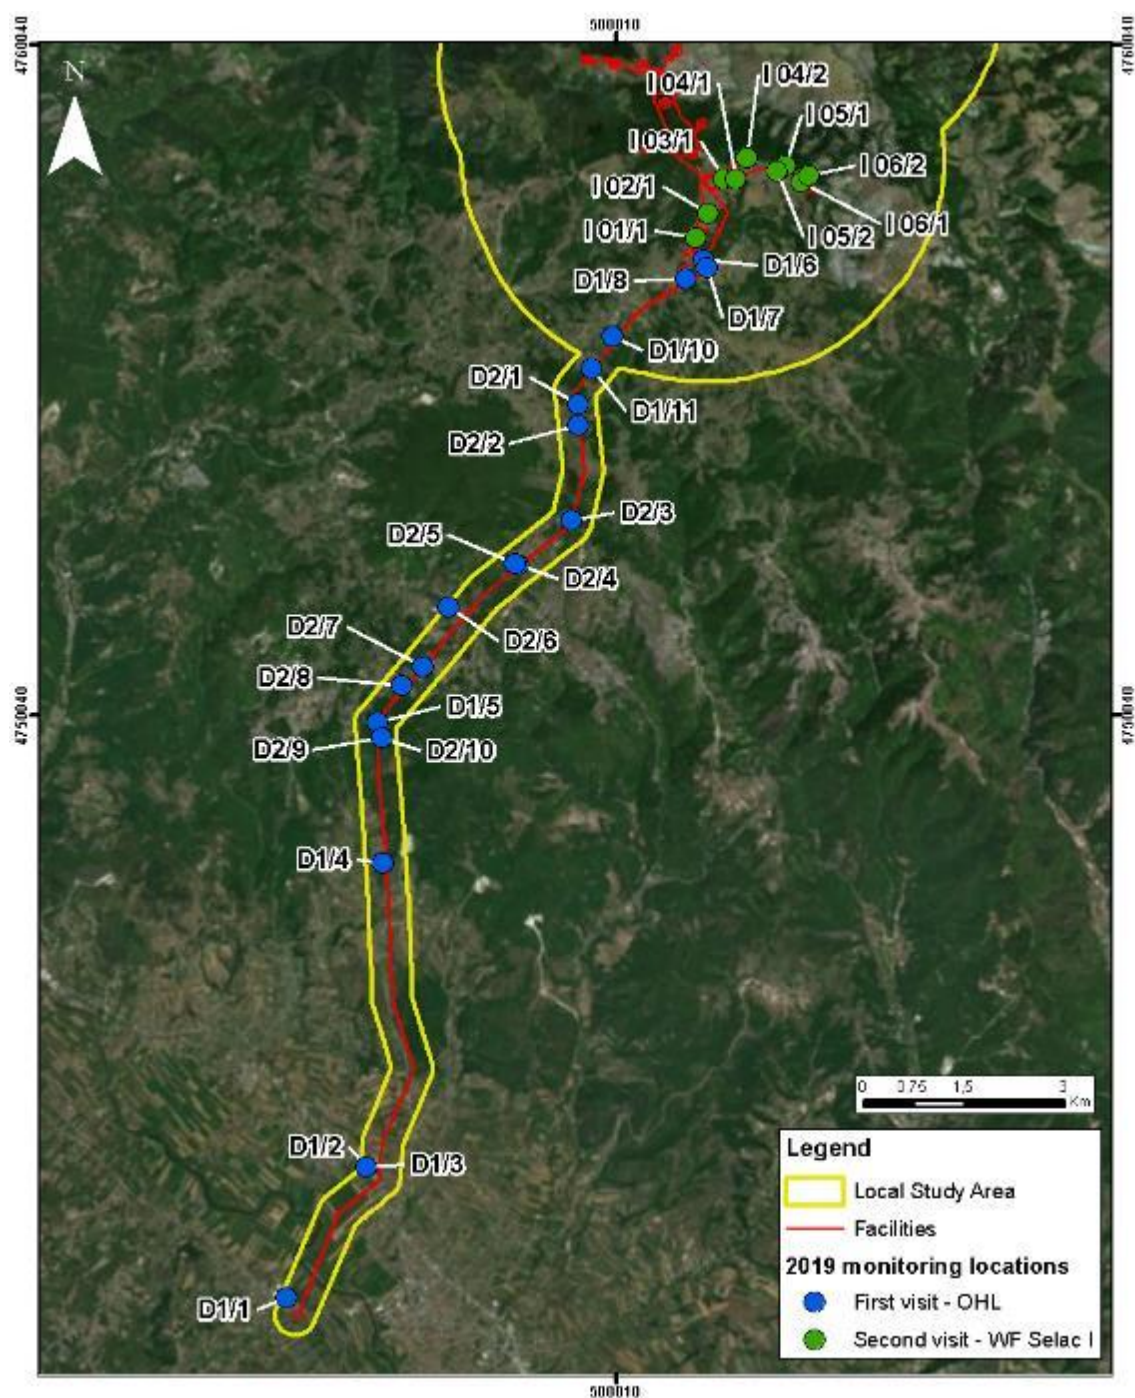 500010
4760040
4760040
N
I 04/1
I 04/2
I 05/1
I 03/1
I 06/2
I 02/1
I 06/1
I 01/1
I 05/2
D1/6
D1/8
D1/7
D1/10
D2/1
D1/11
D2/2
D2/3
D2/5
D2/4
D2/7
D2/6
D2/8
D1/5
4750040
4750040
D2/9
D2/10
D1/4
0 0,75 1,5 3
Km
D1/2
D1/3
D1/1
Legend
Local Study Area
Facilities
2019 monitoring locations
First visit - OHL
Second visit - WF Selac I
500010